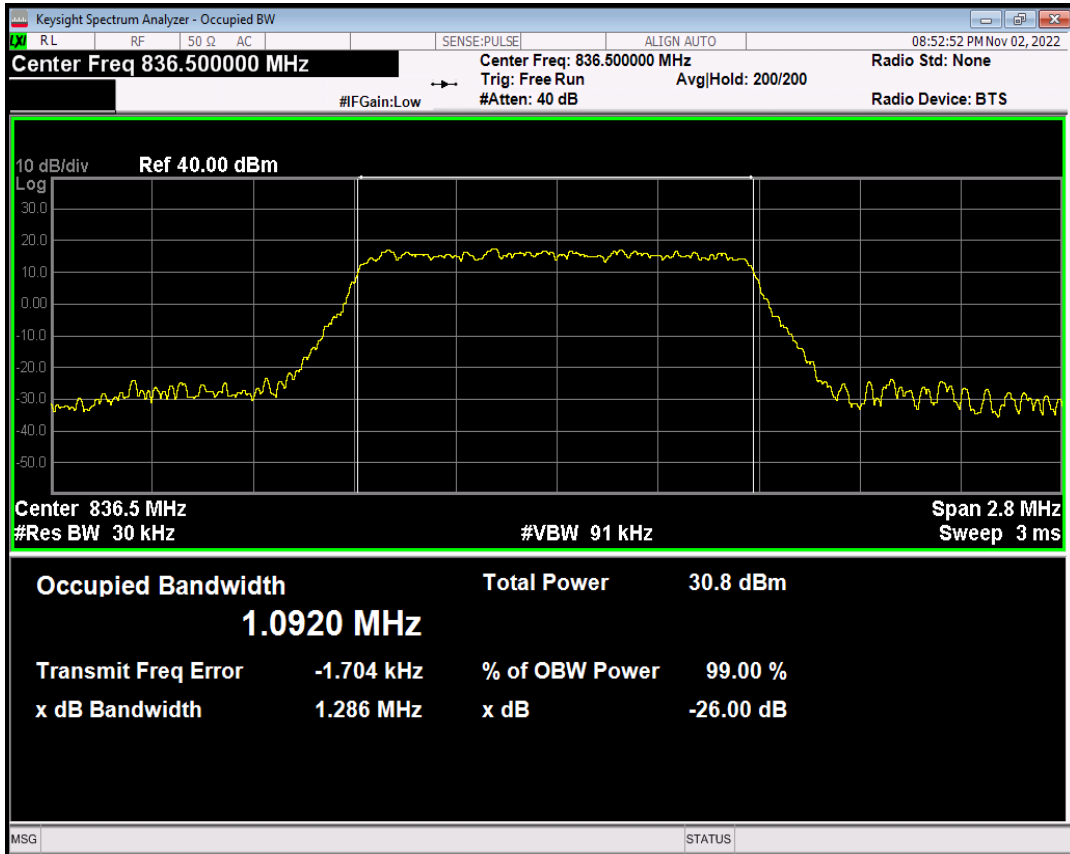 Keysight Spectrum Analyzer - Occupied BW
LXI RL RF 50 Ω AC SENSE:PULSE ALIGN AUTO 08:52:52 PM Nov 02, 2022
Center Freq 836.500000 MHz
Center Freq: 836.500000 MHz Radio Std: None
Trig: Free Run Avg|Hold: 200/200
#IFGain:Low #Atten: 40 dB Radio Device: BTS
10 dB/div Ref 40.00 dBm
Log
30.0
20.0
10.0
0.00
-10.0
-20.0
-30.0
-40.0
-50.0
Center 836.5 MHz Span 2.8 MHz
#Res BW 30 kHz #VBW 91 kHz Sweep 3 ms
Occupied Bandwidth Total Power 30.8 dBm
1.0920 MHz
Transmit Freq Error -1.704 kHz % of OBW Power 99.00 %
x dB Bandwidth 1.286 MHz x dB -26.00 dB
MSG STATUS